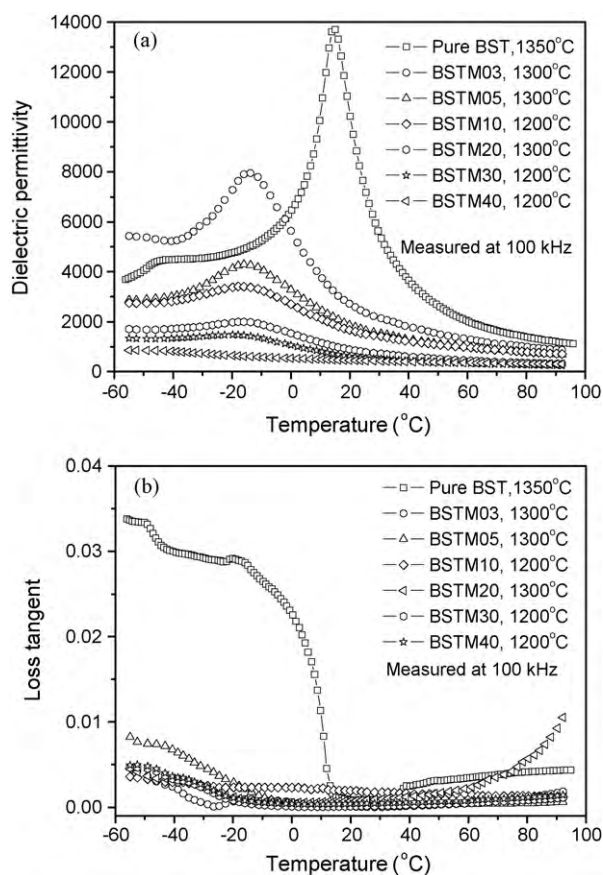 (a)
14000
12000
10000
8000
6000
4000
2000
0
Dielectric permittivity
Pure BST,1350°C
BSTM03, 1300°C
BSTM05, 1300°C
BSTM10, 1200°C
BSTM20, 1300°C
BSTM30, 1200°C
BSTM40, 1200°C
Measured at 100 kHz
-60 -40 -20 0 20 40 60 80 100
Temperature (°C)
(b)
0.04
0.03
0.02
0.01
0.00
Loss tangent
Pure BST,1350°C
BSTM03, 1300°C
BSTM05, 1300°C
BSTM10, 1200°C
BSTM20, 1300°C
BSTM30, 1200°C
BSTM40, 1200°C
Measured at 100 kHz
-60 -40 -20 0 20 40 60 80 100
Temperature (°C)